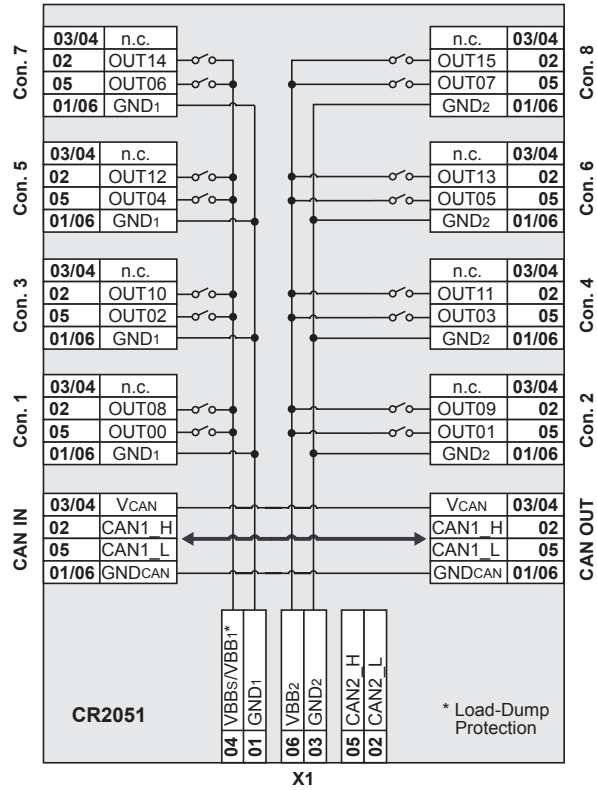 Con. 7
03/04 n.c.
02 OUT14
05 OUT06
01/06 GND1
n.c. 03/04
OUT15 02
OUT07 05
GND2 01/06
Con. 8
Con. 5
03/04 n.c.
02 OUT12
05 OUT04
01/06 GND1
n.c. 03/04
OUT13 02
OUT05 05
GND2 01/06
Con. 6
Con. 3
03/04 n.c.
02 OUT10
05 OUT02
01/06 GND1
n.c. 03/04
OUT11 02
OUT03 05
GND2 01/06
Con. 4
Con. 1
03/04 n.c.
02 OUT08
05 OUT00
01/06 GND1
n.c. 03/04
OUT09 02
OUT01 05
GND2 01/06
Con. 2
CAN IN
03/04 VCAN
02 CAN1_H
05 CAN1_L
01/06 GNDCAN
VCAN 03/04
CAN1_H 02
CAN1_L 05
GNDCAN 01/06
CAN OUT
04 VBBS/VBB1*
01 GND1
06 VBB2
03 GND2
05 CAN2_H
02 CAN2_L
CR2051
* Load-Dump
Protection
X1